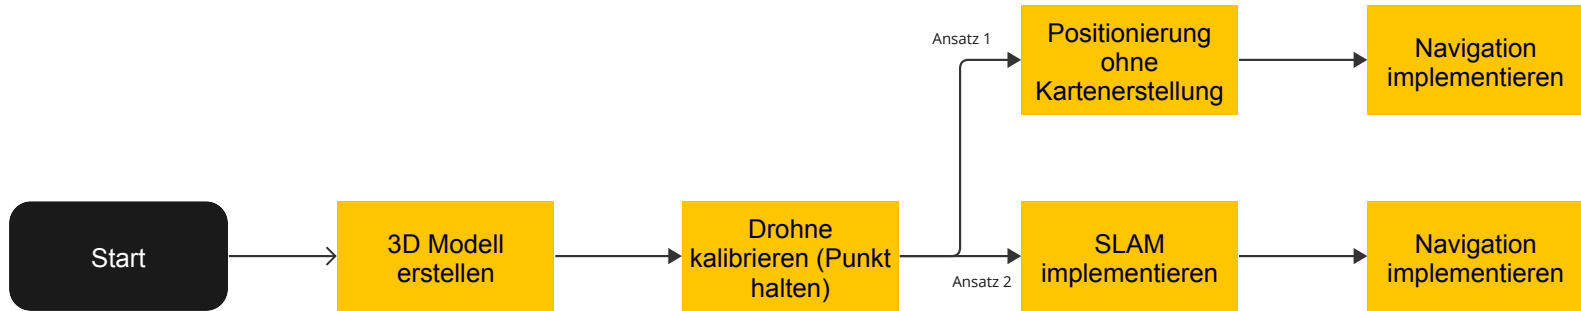 Ansatz 1
Positionierung
ohne
Kartenerstellung
Navigation
implementieren
Start
3D Modell
erstellen
Drohne
kalibrieren (Punkt
halten)
Ansatz 2
SLAM
implementieren
Navigation
implementieren